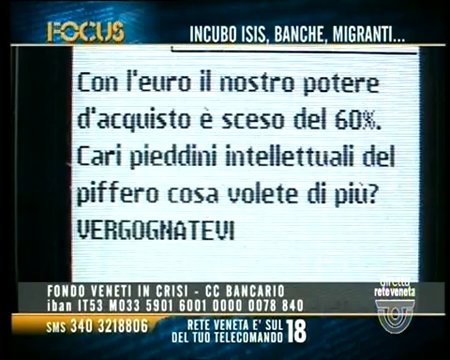 FOCUS
INCUBO ISIS, BANCHE, MIGRANTI...
Con l'euro il nostro potere
d'acquisto è sceso del 60%.
Cari pieddini intellettuali del
piffero cosa volete di più?
VERGOGNATEVI
FONDO VENETI IN CRISI - CC BANCARIO
iban IT53 M033 5901 6001 0000 0078 840
diretta
reteveneta
SMS 340 3218806
RETE VENETA E' SUL
DEL TUO TELECOMANDO 18